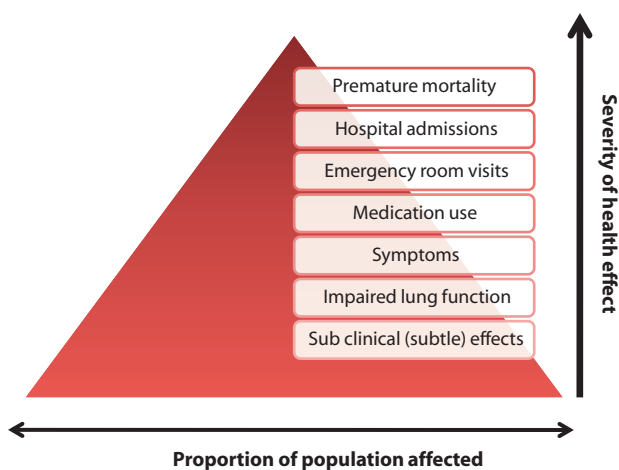 Premature mortality
Hospital admissions
Emergency room visits
Medication use
Symptoms
Impaired lung function
Sub clinical (subtle) effects
Severity of health effect
Proportion of population affected